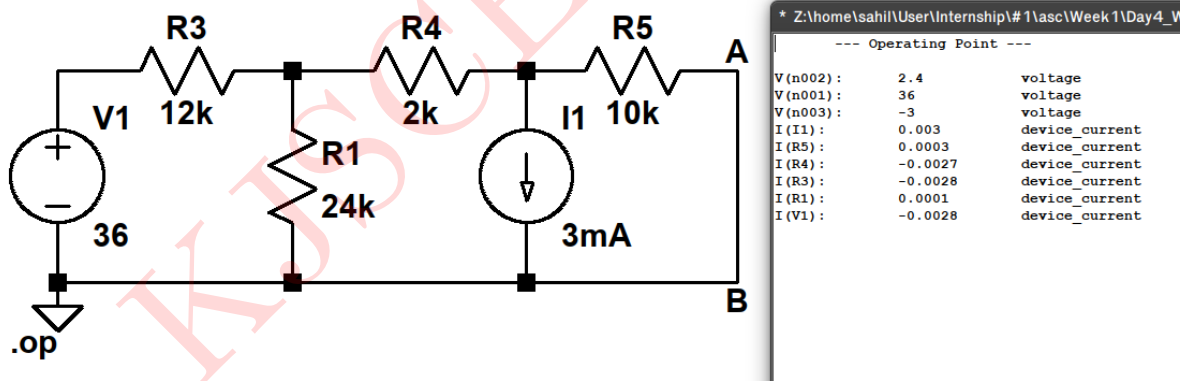 R3
R4
R5
A
V1
12k
2k
I1
10k
R1
24k
36
3mA
B
.op
KJSCE
* Z:\home\sahil\User\Internship\#1\asc\Week1\Day4_W
--- Operating Point ---
V(n002): 2.4 voltage
V(n001): 36 voltage
V(n003): -3 voltage
I(I1): 0.003 device_current
I(R5): 0.0003 device_current
I(R4): -0.0027 device_current
I(R3): -0.0028 device_current
I(R1): 0.0001 device_current
I(V1): -0.0028 device_current